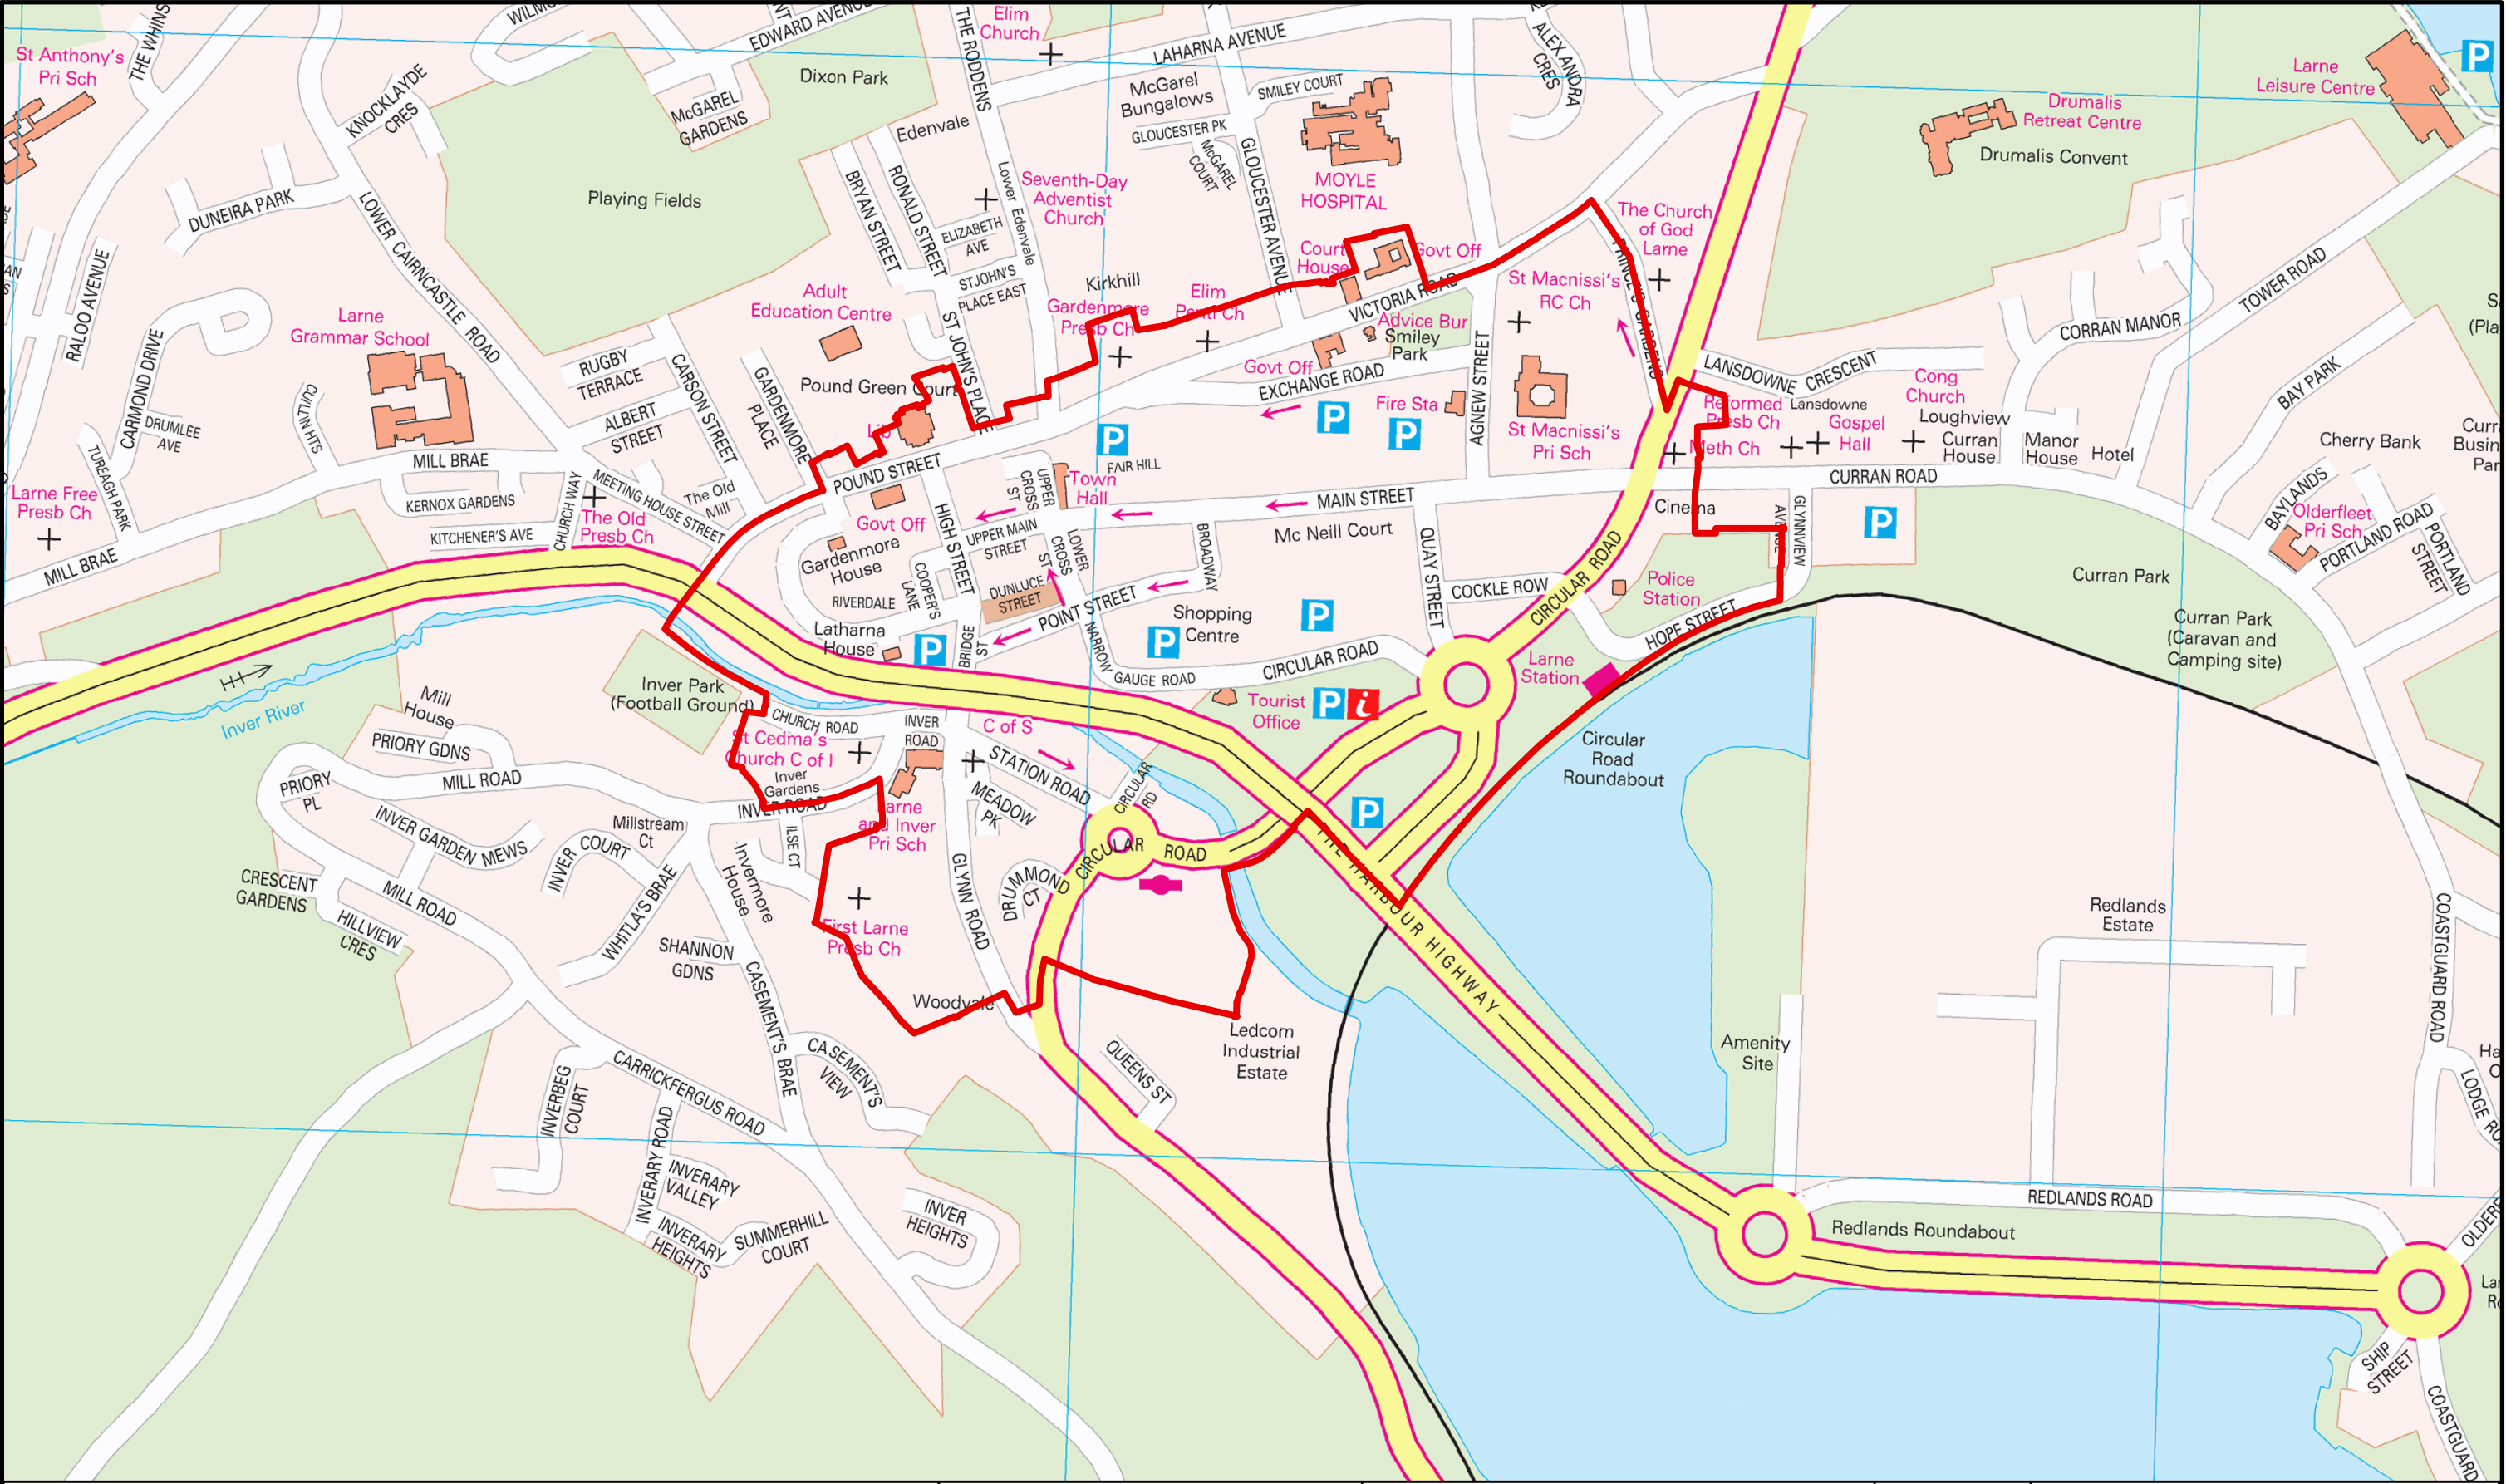 St Anthony's
Pri Sch
THE WHINS
EDWARD AVENUE
THE RODDENS
Elim
Church
LAHARNA AVENUE
ALEXANDRA
CRES
Larne
Leisure Centre
P
KNOCKLAYDE
CRES
McGAREL
GARDENS
Dixon Park
Edenvale
McGarel
Bungalows
SMILEY COURT
GLOUCESTER PK
McGAREL
COURT
GLOUCESTER AVENUE
MOYLE
HOSPITAL
Drumalis
Retreat Centre
Drumalis Convent
DUNEIRA PARK
LOWER CAIRNCASTLE ROAD
Playing Fields
BRYAN STREET
RONALD STREET
ELIZABETH
AVE
Lower Edenvale
Seventh-Day
Adventist
Church
The Church
of God
Larne
RALOO AVENUE
ST JOHN'S
PLACE EAST
Kirkhill
Court
House
Govt Off
VICTORIA ROAD
St Macnissi's
RC Ch
PRINCE'S GARDENS
TOWER ROAD
CORRAN MANOR
Larne
Grammar School
Adult
Education Centre
ST JOHN'S PLACE
Gardenmore
Presb Ch
Elim
Pentl Ch
Advice Bur
Smiley
Park
Govt Off
EXCHANGE ROAD
AGNEW STREET
LANSDOWNE CRESCENT
BAY PARK
CARMOND DRIVE
DRUMLEE
AVE
CUILLIN HTS
RUGBY
TERRACE
ALBERT
STREET
CARSON STREET
GARDENMORE
PLACE
Pound Green Court
Lib
P
P
P
Fire Sta
St Macnissi's
Pri Sch
Reformed
Presb Ch
Lansdowne
Meth Ch
Gospel
Hall
Cong
Church
Loughview
Curran
House
Manor
House
Hotel
Cherry Bank
TUREAGH PARK
MILL BRAE
KERNOX GARDENS
KITCHENER'S AVE
CHURCH WAY
MEETING HOUSE STREET
The Old
Mill
The Old
Presb Ch
POUND STREET
FAIR HILL
UPPER
CROSS
ST
Town
Hall
MAIN STREET
CURRAN ROAD
Larne Free
Presb Ch
MILL BRAE
Govt Off
Gardenmore
House
HIGH STREET
UPPER MAIN
STREET
LOWER
CROSS
ST
BROADWAY
Mc Neill Court
QUAY STREET
Cinema
GLYNNVIEW
AVENUE
P
BAYLANDS
Olderfleet
Pri Sch
PORTLAND ROAD
PORTLAND
STREET
RIVERDALE
COOPER'S
LANE
DUNLUCE
STREET
POINT STREET
COCKLE ROW
CIRCULAR ROAD
Police
Station
HOPE STREET
Curran Park
Latharna
House
P
BRIDGE
ST
NARROW
GAUGE ROAD
Shopping
Centre
P
P
CIRCULAR ROAD
Larne
Station
Curran Park
(Caravan and
Camping site)
Inver River
Inver Park
(Football Ground)
Mill
House
PRIORY GDNS
CHURCH ROAD
St Cedma's
Church C of I
INVER
ROAD
C of S
STATION ROAD
Tourist
Office
P i
Circular
Road
Roundabout
PRIORY
PL
MILL ROAD
Inver
Gardens
INVER ROAD
Larne
and Inver
Pri Sch
MEADOW
PK
CIRCULAR
RD
P
INVER GARDEN MEWS
INVER COURT
Millstream
Ct
ILSE CT
Invermore
House
GLYNN ROAD
DRUMMOND
CT
CIRCULAR ROAD
THE HARBOUR HIGHWAY
CRESCENT
GARDENS
HILLVIEW
CRES
MILL ROAD
WHITLA'S BRAE
SHANNON
GDNS
First Larne
Presb Ch
Redlands
Estate
COASTGUARD ROAD
CASEMENT'S BRAE
Woodvale
Ledcom
Industrial
Estate
QUEENS ST
CASEMENT'S
VIEW
Amenity
Site
INVERBEG
COURT
CARRICKFERGUS ROAD
INVERARY ROAD
INVERARY
VALLEY
INVERARY
HEIGHTS
SUMMERHILL
COURT
INVER
HEIGHTS
REDLANDS ROAD
Redlands Roundabout
SHIP
STREET
COASTGUARD